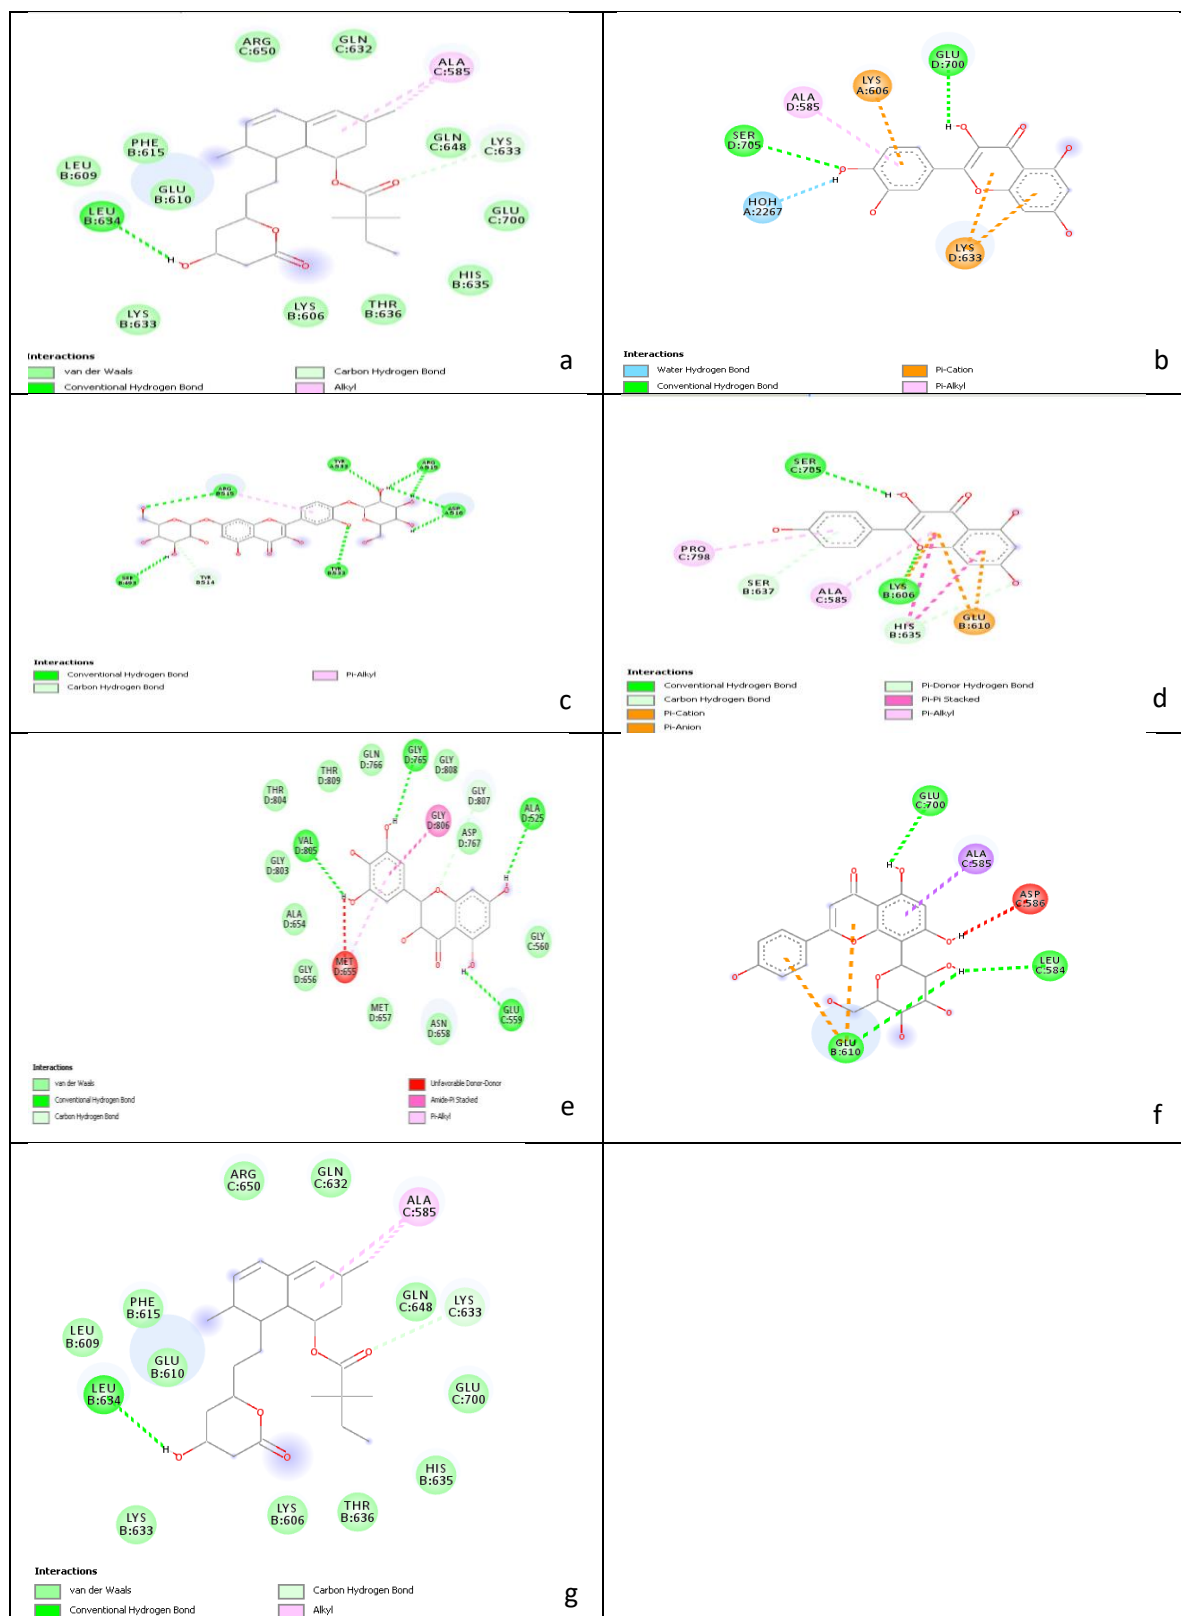 ARG
C:650
GLN
C:632
ALA
C:585
PHE
B:615
GLN
C:648
LYS
C:633
LEU
B:609
GLU
B:610
LEU
B:634
GLU
C:700
H
O
O
O
O
O
HIS
B:635
LYS
B:633
LYS
B:606
THR
B:636
Interactions
van der Waals
Conventional Hydrogen Bond
Carbon Hydrogen Bond
Alkyl
a
GLU
D:700
LYS
A:606
ALA
D:585
SER
D:705
HOH
A:2267
LYS
D:633
Interactions
Water Hydrogen Bond
Conventional Hydrogen Bond
Pi-Cation
Pi-Alkyl
b
ARG
B:519
TYR
B:514
Interactions
Conventional Hydrogen Bond
Carbon Hydrogen Bond
Pi-Alkyl
c
SER
C:705
PRO
C:798
SER
B:637
ALA
C:585
LYS
B:606
HIS
B:635
GLU
B:610
Interactions
Conventional Hydrogen Bond
Carbon Hydrogen Bond
Pi-Cation
Pi-Anion
Pi-Donor Hydrogen Bond
Pi-Pi Stacked
Pi-Alkyl
d
GLN
D:766
GLY
D:765
GLY
D:808
THR
D:809
THR
D:804
GLY
D:807
ALA
D:525
GLY
D:806
VAL
D:805
ASP
D:767
GLY
D:803
ALA
D:654
GLY
C:560
GLY
D:656
MET
D:655
MET
D:657
ASN
D:658
GLU
C:559
Interactions
van der Waals
Conventional Hydrogen Bond
Carbon Hydrogen Bond
Unfavorable Donor-Donor
Amide-Pi Stacked
Pi-Alkyl
e
GLU
C:700
ALA
C:585
ASP
C:586
LEU
C:584
GLU
B:610
f
ARG
C:650
GLN
C:632
ALA
C:585
PHE
B:615
GLN
C:648
LYS
C:633
LEU
B:609
GLU
B:610
LEU
B:634
GLU
C:700
H
O
O
O
O
O
HIS
B:635
LYS
B:633
LYS
B:606
THR
B:636
Interactions
van der Waals
Conventional Hydrogen Bond
Carbon Hydrogen Bond
Alkyl
g